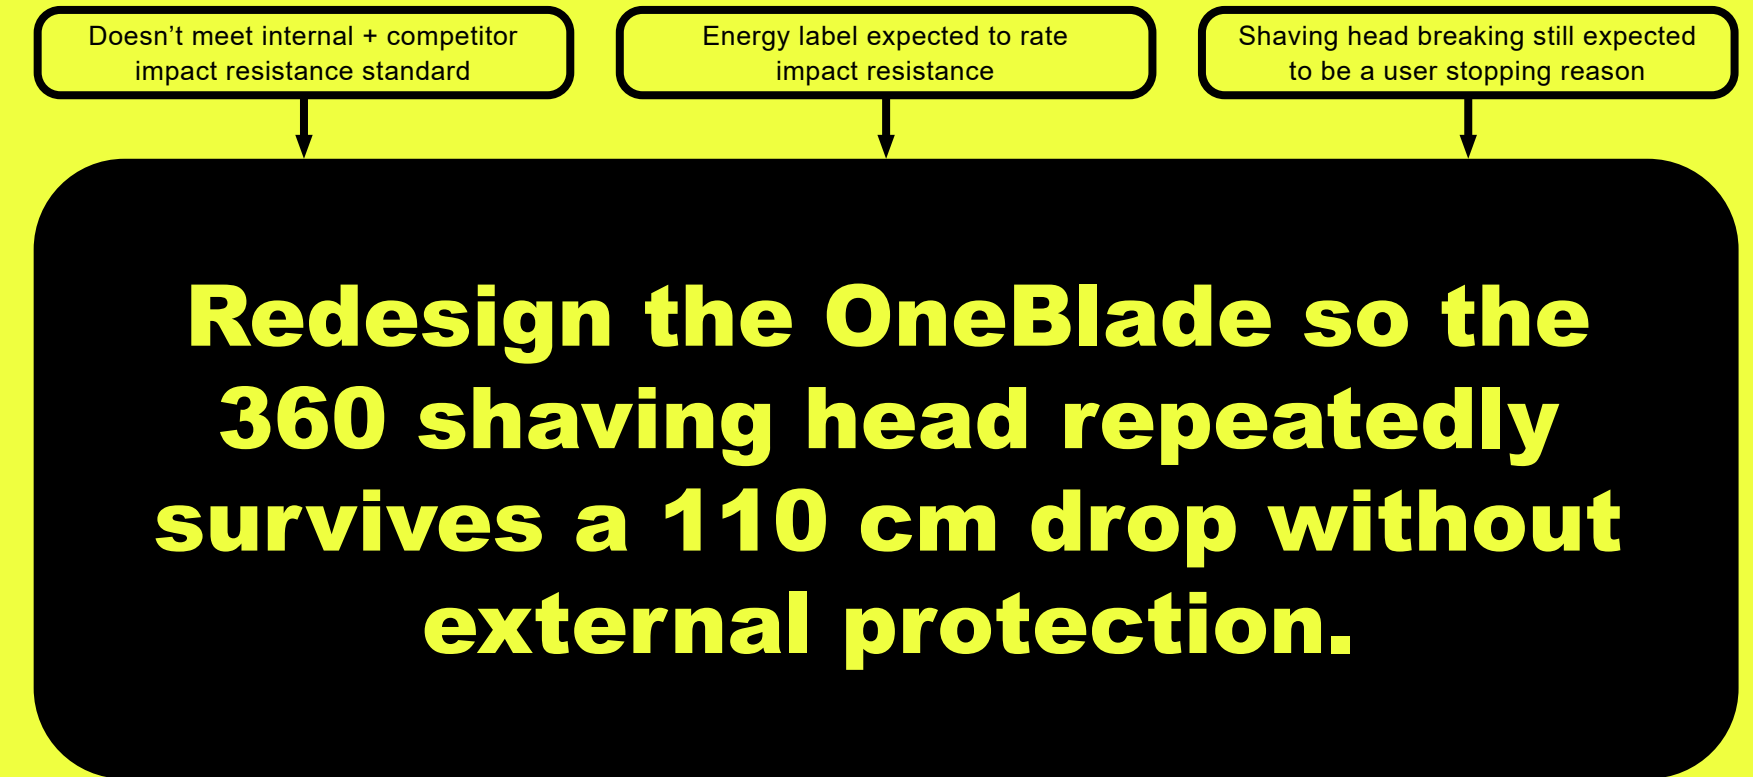 Doesn’t meet internal + competitor
impact resistance standard
Energy label expected to rate
impact resistance
Shaving head breaking still expected
to be a user stopping reason
Redesign the OneBlade so the
360 shaving head repeatedly
survives a 110 cm drop without
external protection.